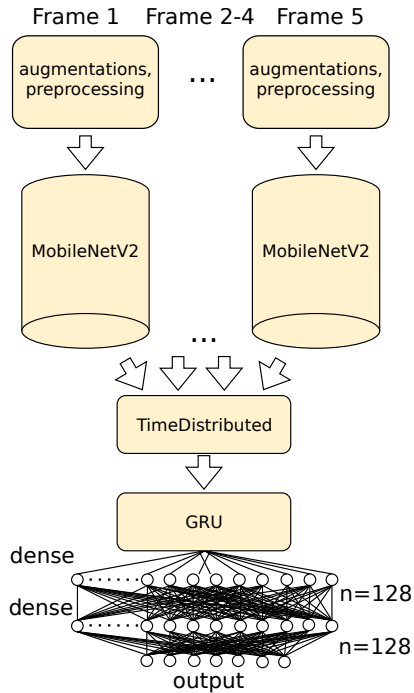 Frame 1 Frame 2-4 Frame 5
augmentations, preprocessing
...
augmentations, preprocessing
MobileNetV2
MobileNetV2
...
TimeDistributed
GRU
dense
n=128
dense
n=128
output